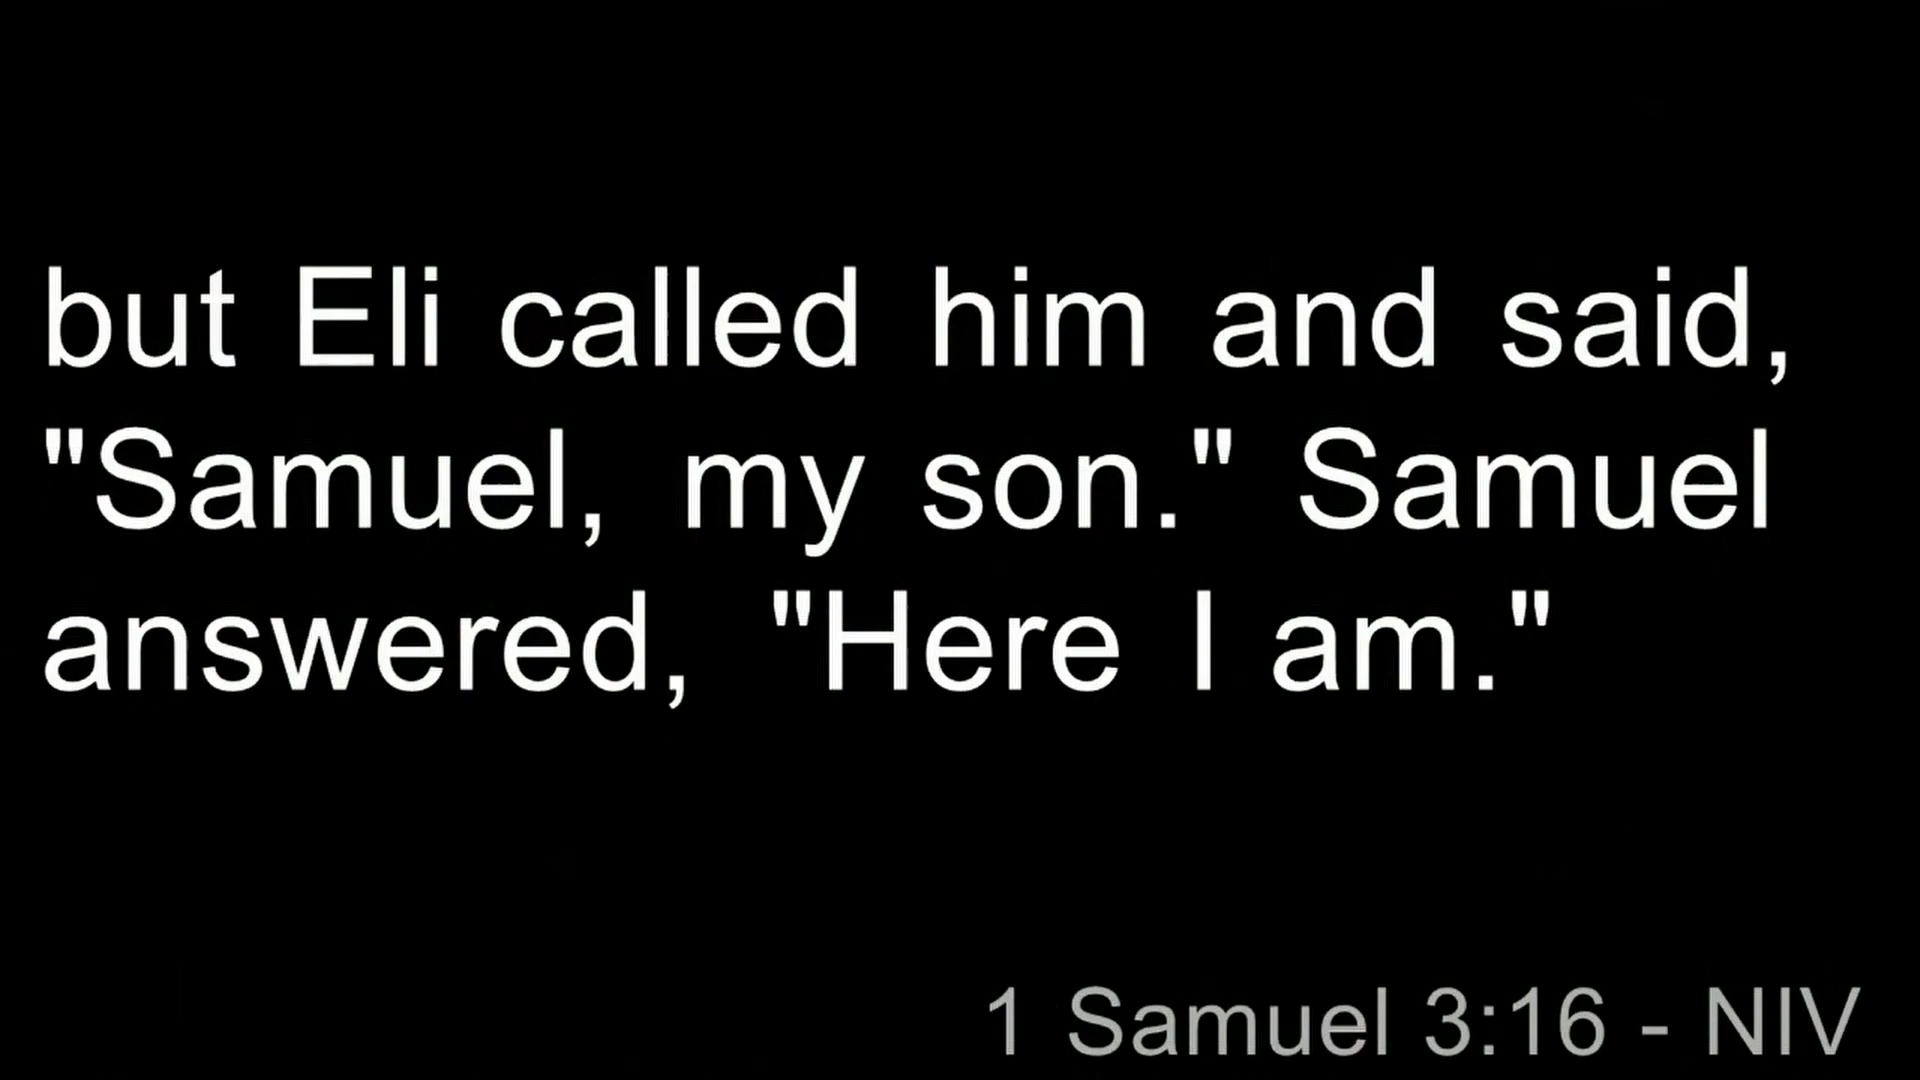 but Eli called him and said,
"Samuel, my son." Samuel
answered, "Here I am."
1 Samuel 3:16 - NIV